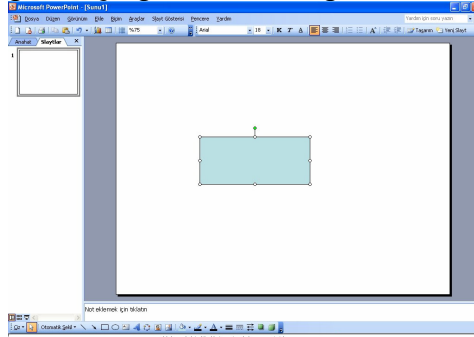 Microsoft PowerPoint - [Sunu1]
Dosya Düzen Görünüm Ekle Biçim Araçlar Slayt Gösterisi Pencere Yardım Yardım için soru yazın
%75 Arial 18 K T A Tasarım Yeni Slayt
Anahat Slaytlar
1
Not eklemek için tıklatın
Otomatik Şekil